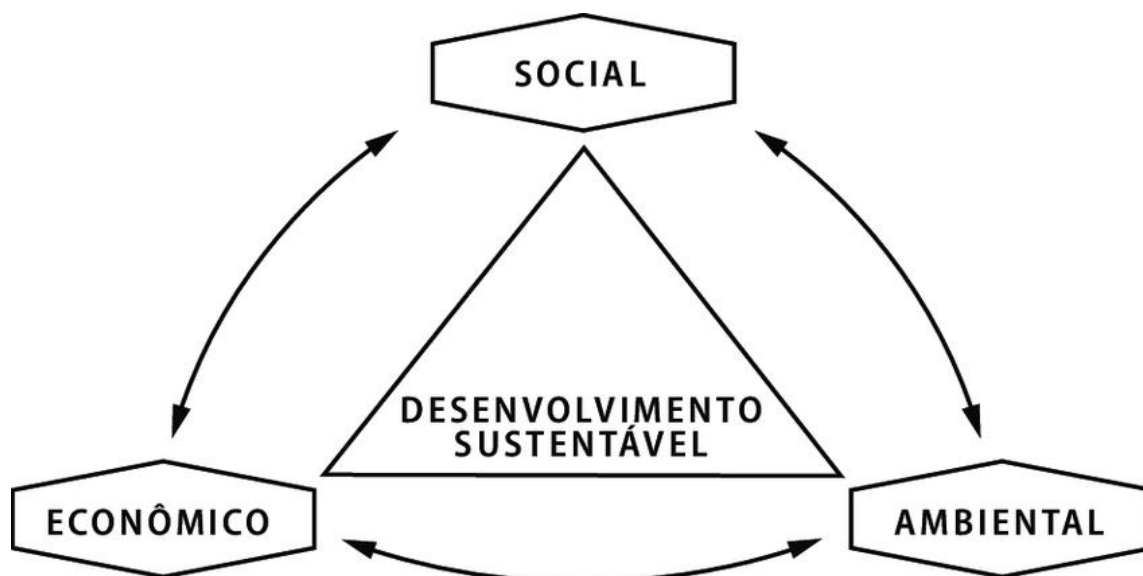 SOCIAL
DESENVOLVIMENTO
SUSTENTÁVEL
ECONÔMICO
AMBIENTAL